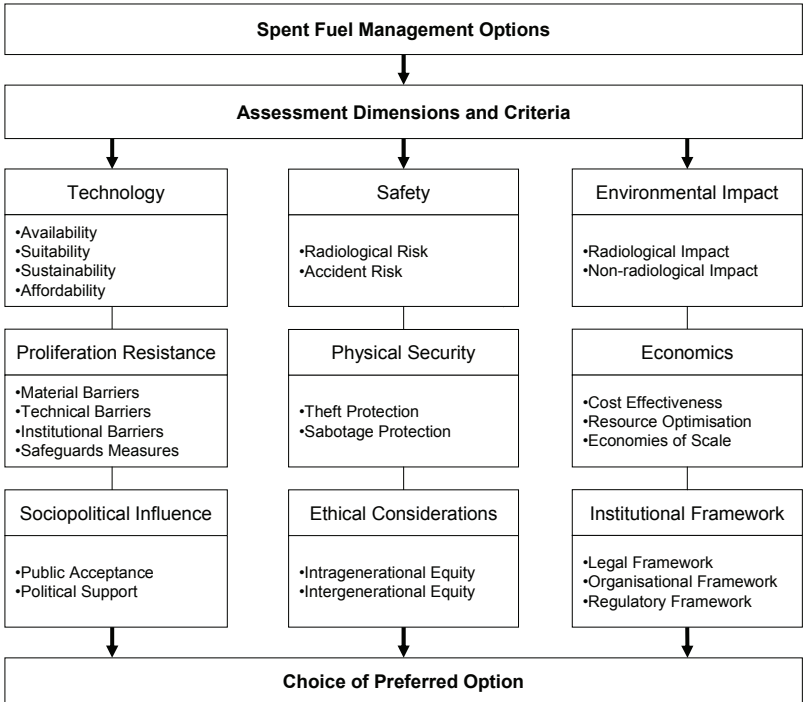 Spent Fuel Management Options
Assessment Dimensions and Criteria
Technology
•Availability
•Suitability
•Sustainability
•Affordability
Safety
•Radiological Risk
•Accident Risk
Environmental Impact
•Radiological Impact
•Non-radiological Impact
Proliferation Resistance
•Material Barriers
•Technical Barriers
•Institutional Barriers
•Safeguards Measures
Physical Security
•Theft Protection
•Sabotage Protection
Economics
•Cost Effectiveness
•Resource Optimisation
•Economies of Scale
Sociopolitical Influence
•Public Acceptance
•Political Support
Ethical Considerations
•Intragenerational Equity
•Intergenerational Equity
Institutional Framework
•Legal Framework
•Organisational Framework
•Regulatory Framework
Choice of Preferred Option